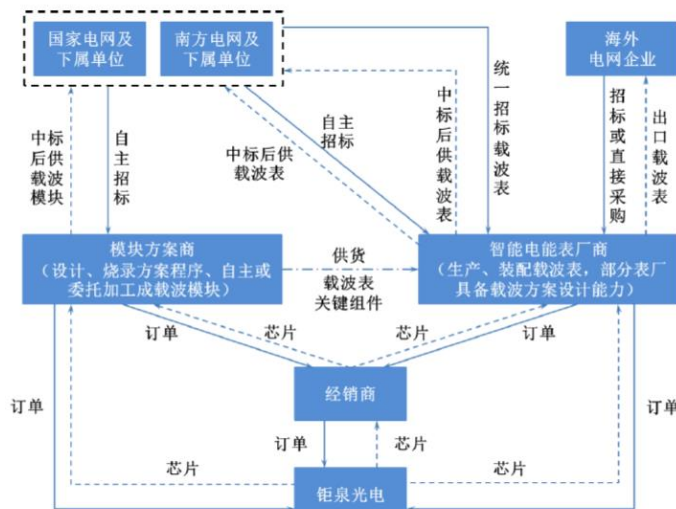 国家电网及
下属单位
南方电网及
下属单位
海外
电网企业
中标
后供
载波
模块
自主
招标
中标后供
载波表
自主
招标
中标后供载波表
统一招标载波表
招标或直接采购
出口载波表
模块方案商
（设计、烧录方案程序、自主或
委托加工成载波模块）
供货
载波表
关键组件
智能电能表厂商
（生产、装配载波表，部分表厂
具备载波方案设计能力）
订单
芯片
芯片
订单
订单
经销商
订单
订单
芯片
芯片
芯片
钜泉光电